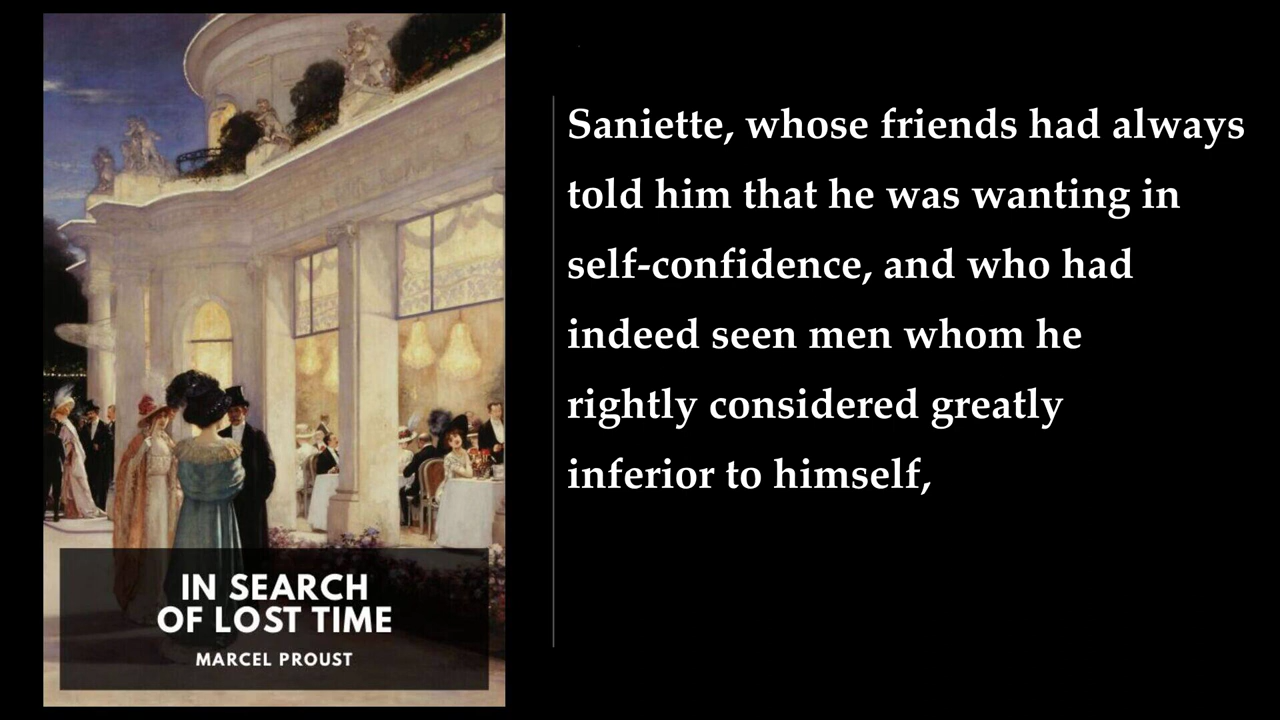 IN SEARCH
OF LOST TIME
MARCEL PROUST
Saniette, whose friends had always
told him that he was wanting in
self-confidence, and who had
indeed seen men whom he
rightly considered greatly
inferior to himself,